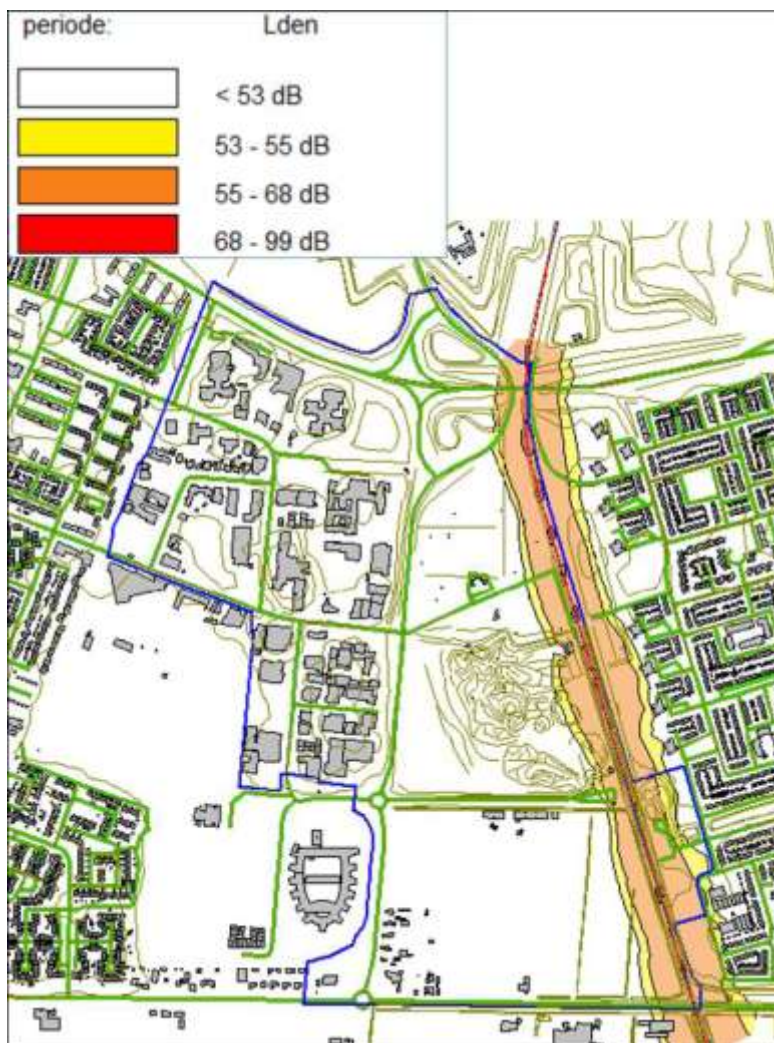 periode: Lden
< 53 dB
53 - 55 dB
55 - 68 dB
68 - 99 dB